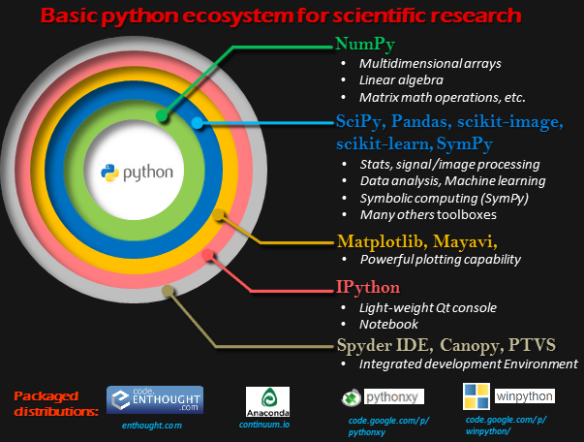 Basic python ecosystem for scientific research
NumPy
• Multidimensional arrays
• Linear algebra
• Matrix math operations, etc.
SciPy, Pandas, scikit-image,
scikit-learn, SymPy
• Stats, signal/image processing
• Data analysis, Machine learning
• Symbolic computing (SymPy)
• Many others toolboxes
python
Matplotlib, Mayavi,
• Powerful plotting capability
IPython
• Light-weight Qt console
• Notebook
Spyder IDE, Canopy, PTVS
• Integrated development Environment
Packaged
distributions:
code.
ENTHOUGHT
.com
enthought.com
Anaconda
continuum.io
pythonxy
code.google.com/p/
pythonxy
winpython
code.google.com/p/
winpython/